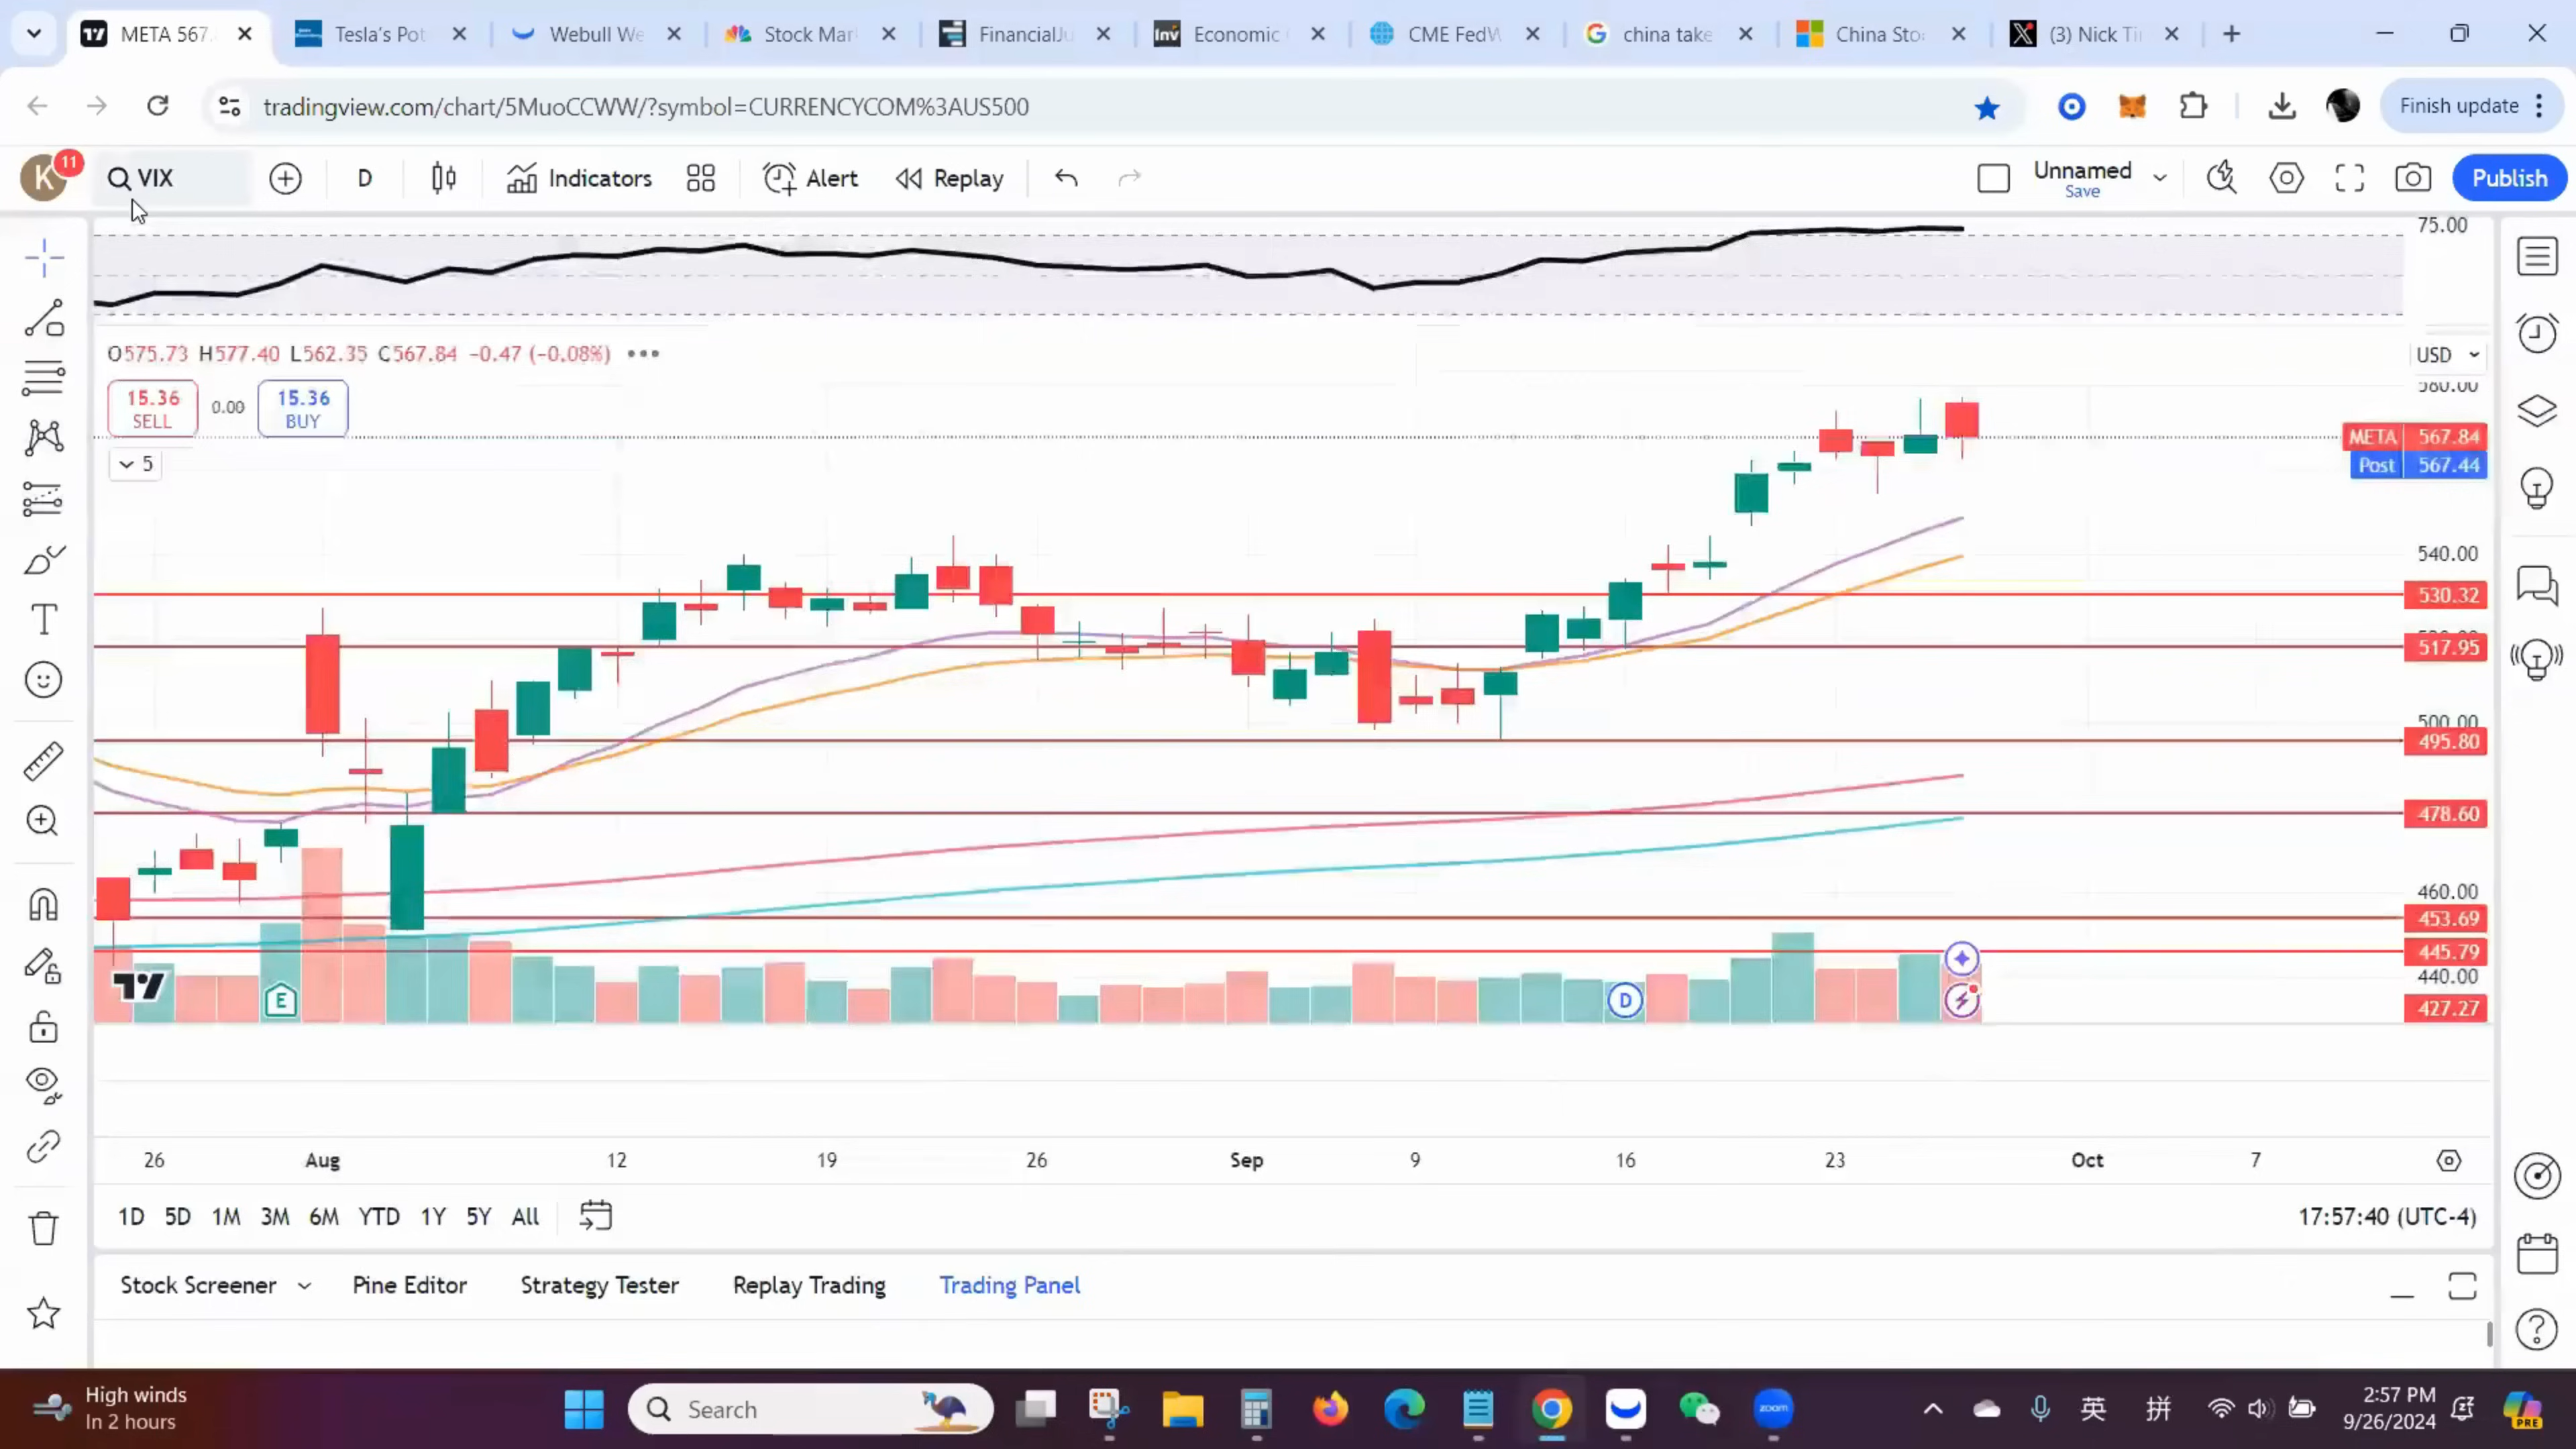 META 567.
Tesla's Pot
Webull We
Stock Mar
FinancialJu
Inv
Economic
CME FedW
china take
China Sto
(3) Nick Ti
tradingview.com/chart/5MuoCCWW/?symbol=CURRENCYCOM%3AUS500
Finish update
K
11
VIX
D
Indicators
Alert
Replay
Unnamed
Save
Publish
75.00
O575.73 H577.40 L562.35 C567.84 −0.47 (−0.08%)
USD
15.36
SELL
0.00
15.36
BUY
580.00
5
META 567.84
Post 567.44
540.00
530.32
517.95
500.00
495.80
478.60
460.00
453.69
445.79
440.00
427.27
E
D
26 Aug 12 19 26 Sep 9 16 23 Oct 7
1D 5D 1M 3M 6M YTD 1Y 5Y All
17:57:40 (UTC-4)
Stock Screener Pine Editor Strategy Tester Replay Trading Trading Panel
High winds
In 2 hours
Search
zoom
英
拼
2:57 PM
9/26/2024
PRE